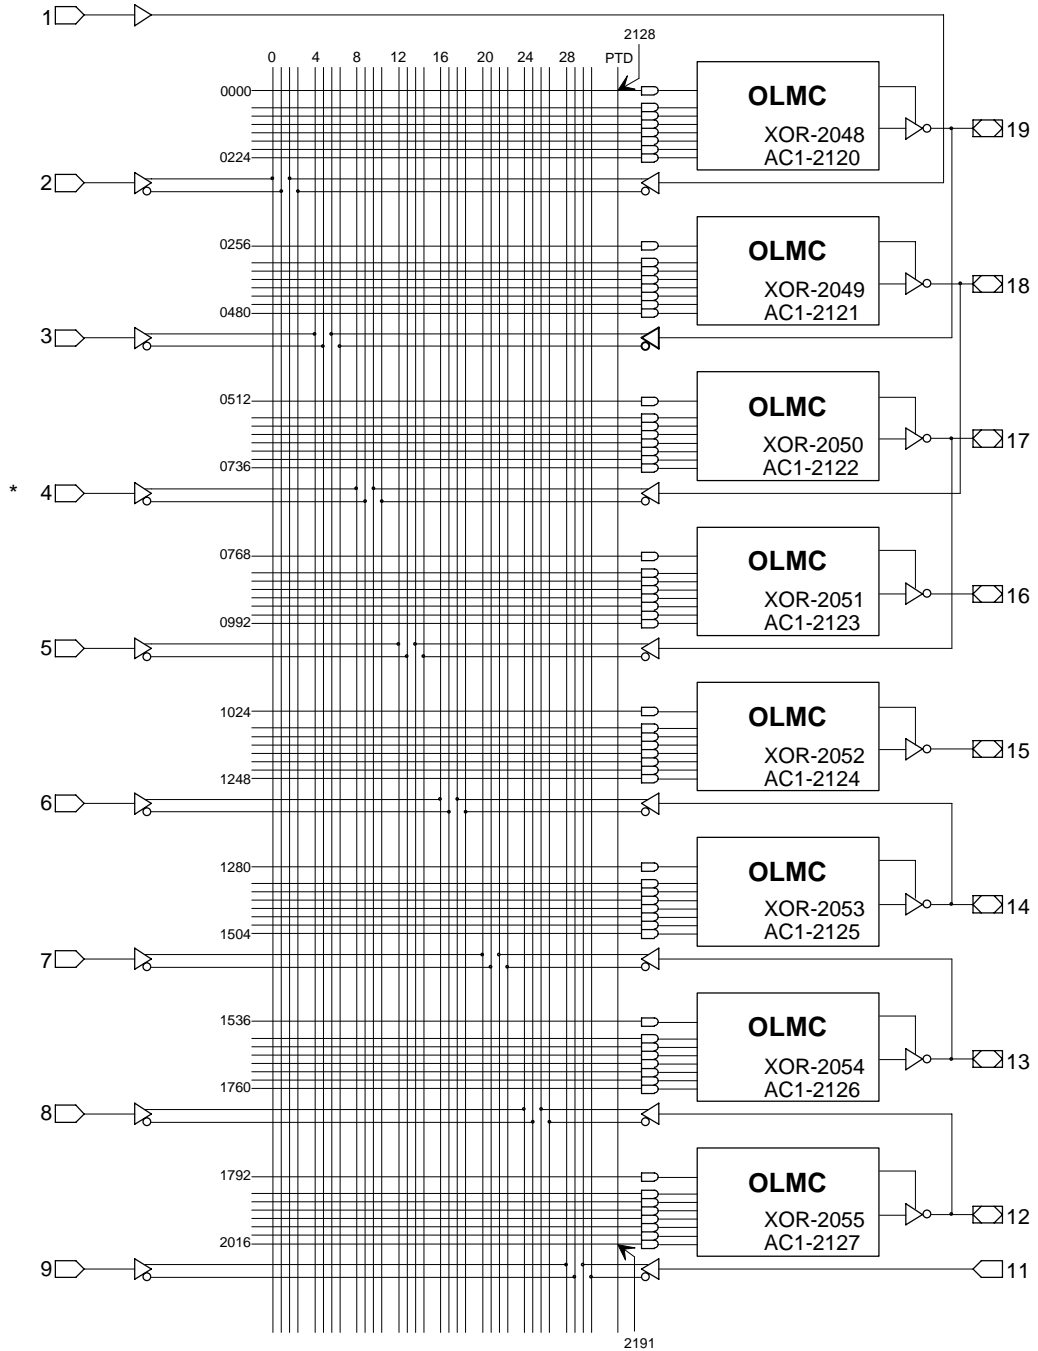 1
2128
0 4 8 12 16 20 24 28 PTD
0000
OLMC
XOR-2048
19
0224
AC1-2120
2
0256
OLMC
XOR-2049
18
0480
AC1-2121
3
0512
OLMC
XOR-2050
17
0736
AC1-2122
* 4
0768
OLMC
XOR-2051
16
0992
AC1-2123
5
1024
OLMC
XOR-2052
15
1248
AC1-2124
6
1280
OLMC
XOR-2053
14
1504
AC1-2125
7
1536
OLMC
XOR-2054
13
1760
AC1-2126
8
1792
OLMC
XOR-2055
12
2016
AC1-2127
9
11
2191